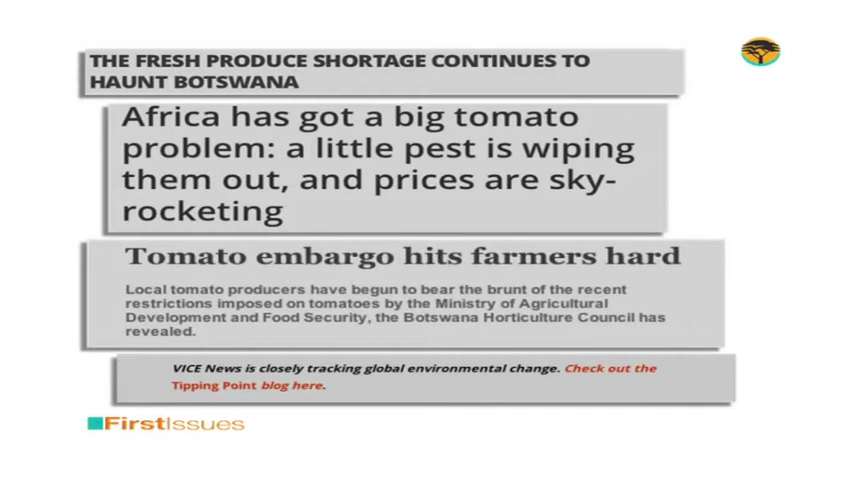 THE FRESH PRODUCE SHORTAGE CONTINUES TO
HAUNT BOTSWANA
Africa has got a big tomato
problem: a little pest is wiping
them out, and prices are sky-
rocketing
Tomato embargo hits farmers hard
Local tomato producers have begun to bear the brunt of the recent
restrictions imposed on tomatoes by the Ministry of Agricultural
Development and Food Security, the Botswana Horticulture Council has
revealed.
VICE News is closely tracking global environmental change. Check out the
Tipping Point blog here.
FirstIssues